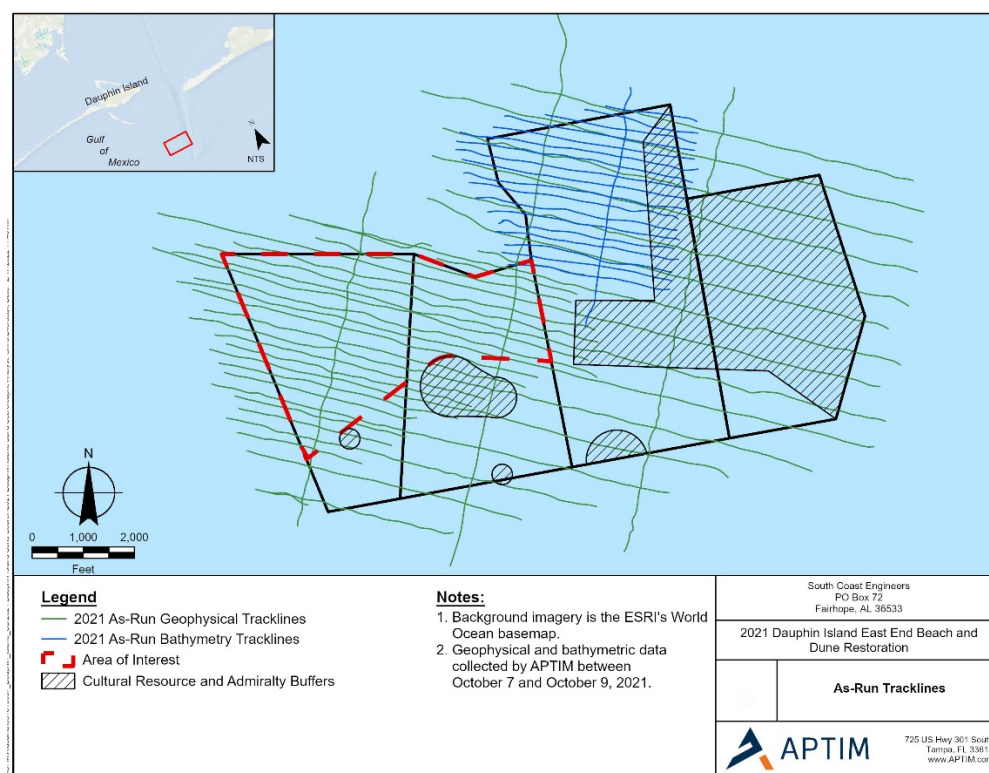 Dauphin Island
Gulf
of
Mexico
N
NTS
N
0 1,000 2,000
Feet
Legend
2021 As-Run Geophysical Tracklines
2021 As-Run Bathymetry Tracklines
Area of Interest
Cultural Resource and Admiralty Buffers
Notes:
1. Background imagery is the ESRI's World
Ocean basemap.
2. Geophysical and bathymetric data
collected by APTIM between
October 7 and October 9, 2021.
South Coast Engineers
PO Box 72
Fairhope, AL 36533
2021 Dauphin Island East End Beach and
Dune Restoration
As-Run Tracklines
APTIM
725 US Hwy 301 Sout
Tampa, FL 3361
www.APTIM.con